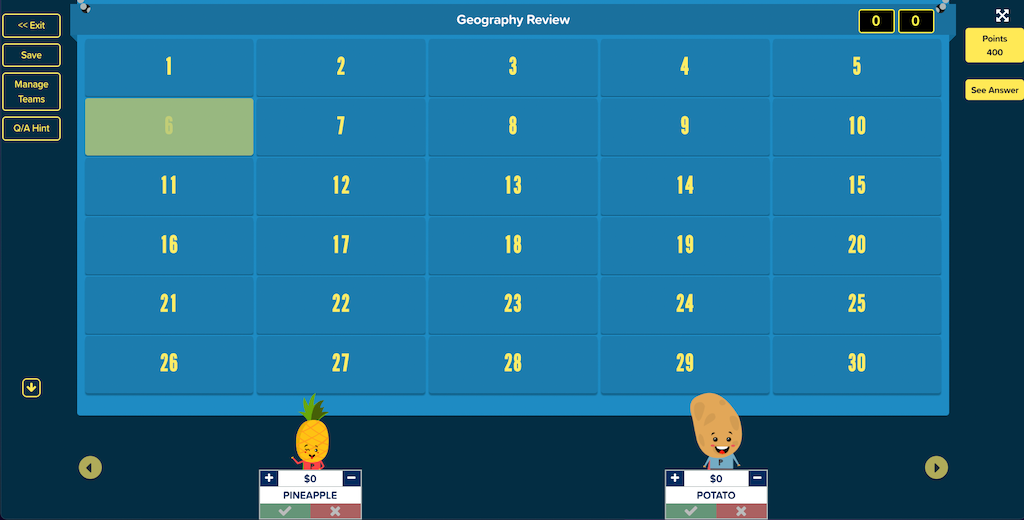 Geography Review
0 0
<< Exit
Save
Manage
Teams
Q/A Hint
Points
400
See Answer
1 2 3 4 5
6 7 8 9 10
11 12 13 14 15
16 17 18 19 20
21 22 23 24 25
26 27 28 29 30
P P
+ $0 − + $0 −
PINEAPPLE POTATO